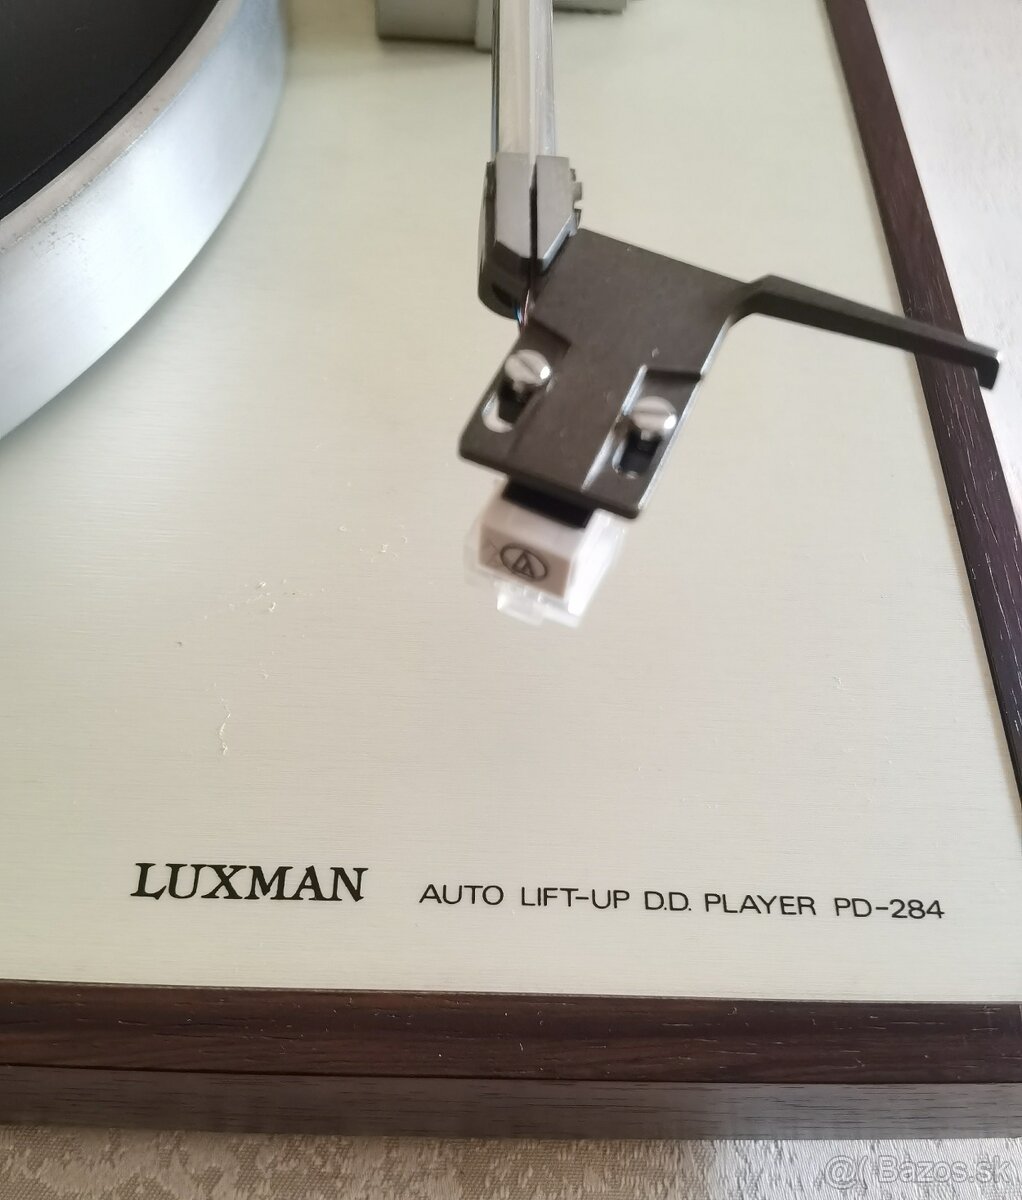 LUXMAN AUTO LIFT-UP D.D. PLAYER PD-284
@( Bazos.sk